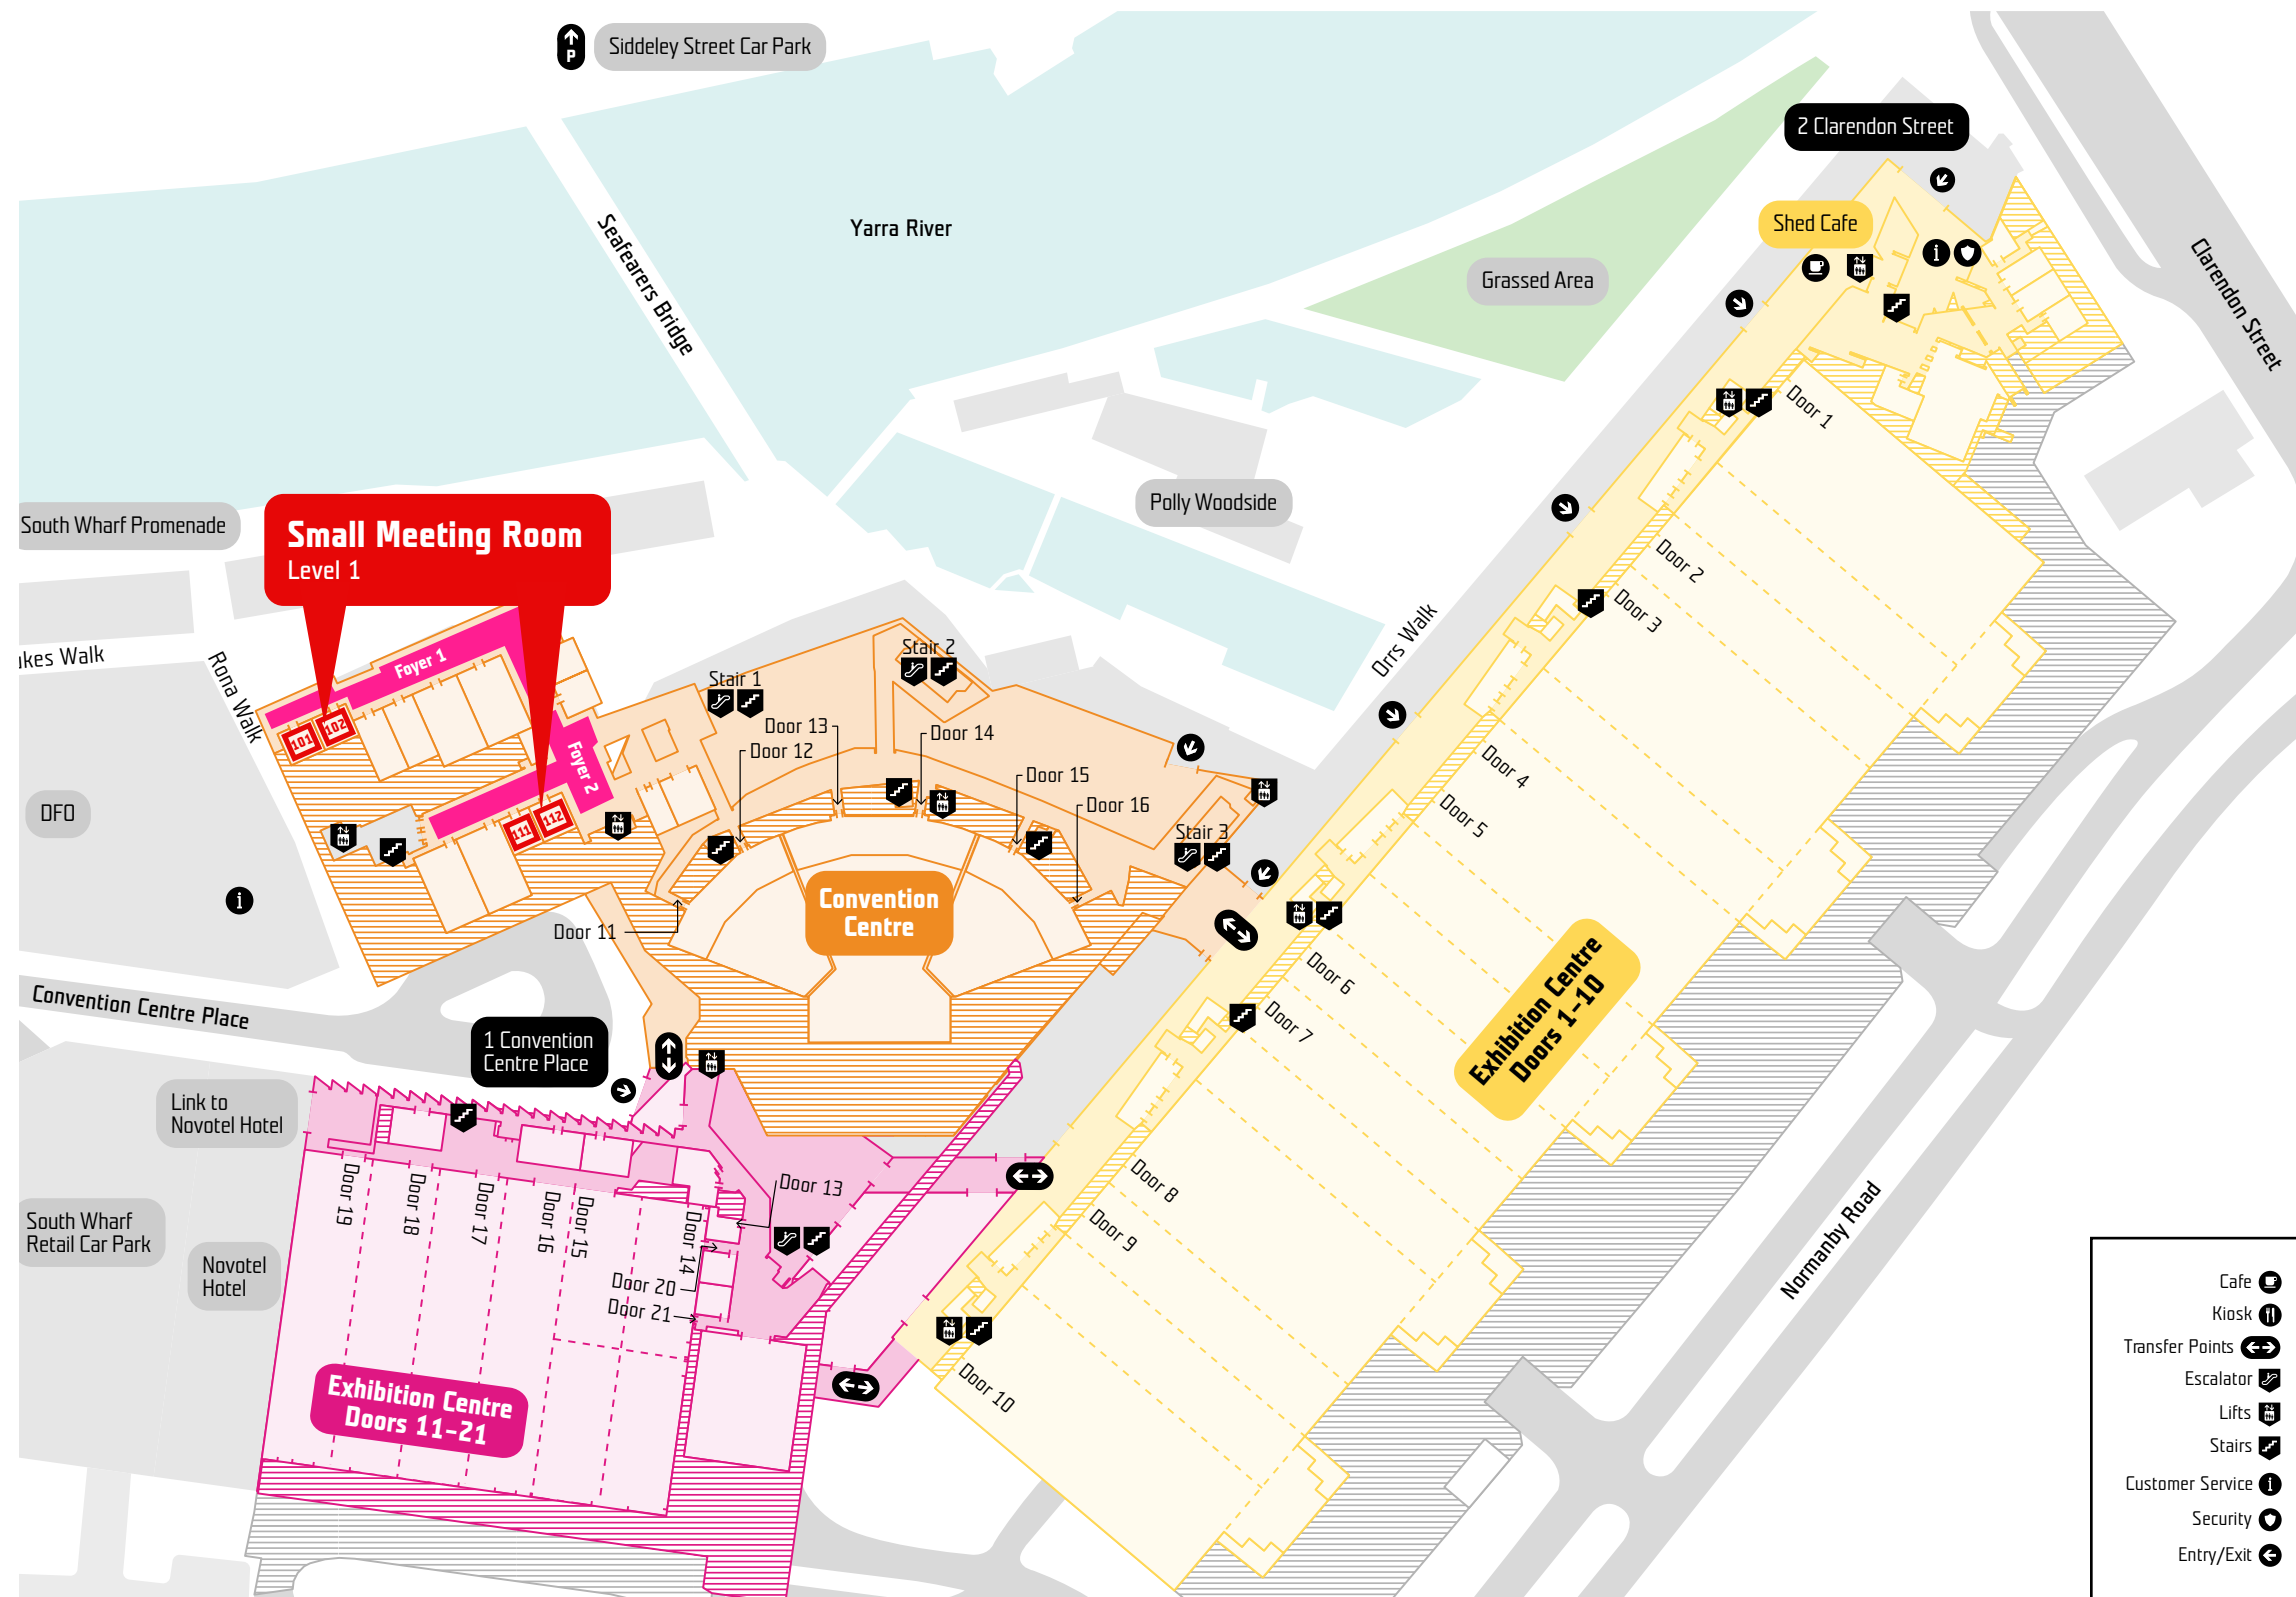 P
Siddeley Street Car Park
2 Clarendon Street
Yarra River
Seafearers Bridge
Shed Cafe
Grassed Area
Clarendon Street
Door 1
South Wharf Promenade
Small Meeting Room
Level 1
Polly Woodside
Door 2
Door 3
Orrs Walk
Walk
Rona Walk
Foyer 1
Foyer 2
101
102
111
112
Stair 1
Stair 2
Door 13
Door 12
Door 14
Door 15
Door 16
Stair 3
Door 4
Door 5
DFO
Convention
Centre
Door 11
Door 6
Door 7
Exhibition Centre
Doors 1-10
Convention Centre Place
1 Convention
Centre Place
Link to
Novotel Hotel
Door 19
Door 18
Door 17
Door 16
Door 15
Door 14
Door 13
Door 20
Door 21
Door 8
Door 9
Door 10
South Wharf
Retail Car Park
Novotel
Hotel
Exhibition Centre
Doors 11-21
Normanby Road
Cafe
Kiosk
Transfer Points
Escalator
Lifts
Stairs
Customer Service
Security
Entry/Exit